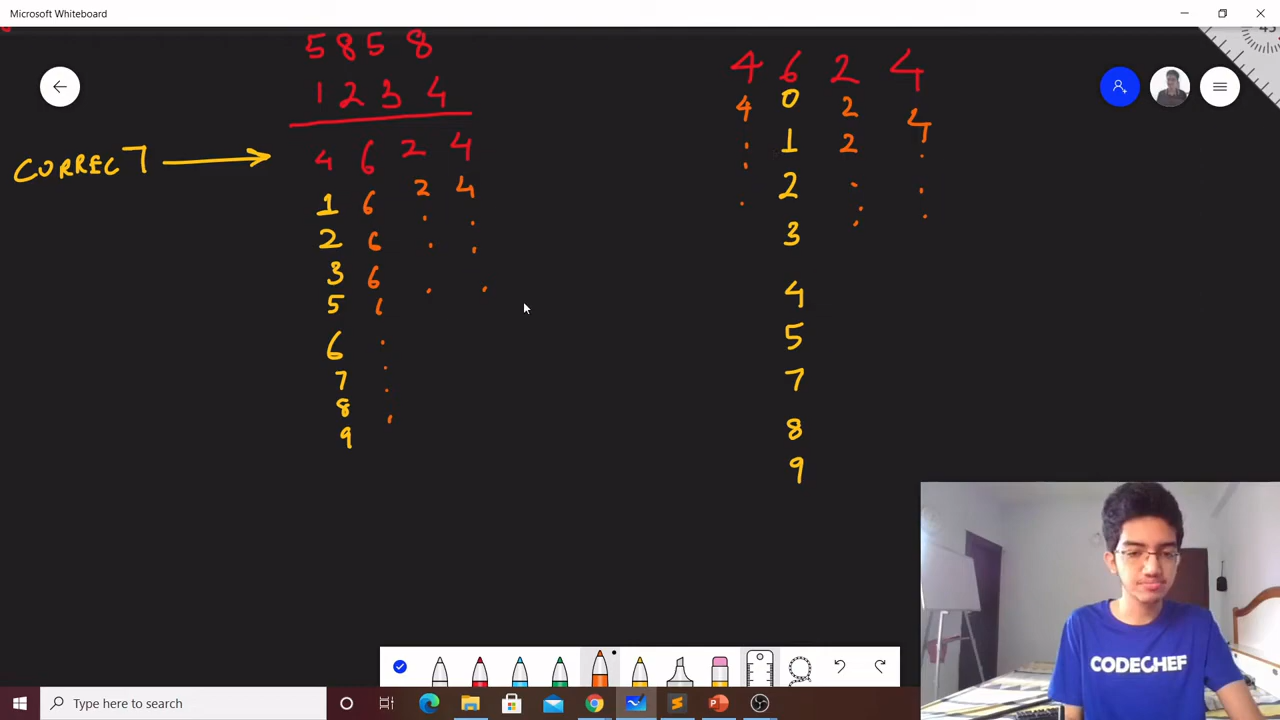 Microsoft Whiteboard
5 8 5 8
1 2 3 4
CORRECT → 4 6 2 4
1 6 2 4
2 6 . .
3 6 . .
5 6
6 .
7 .
8 .
9
4 6 2 4
4 0 2 4
: 1 2 .
. 2 : .
3
4
5
7
8
9
45
CODECHEF
Type here to search